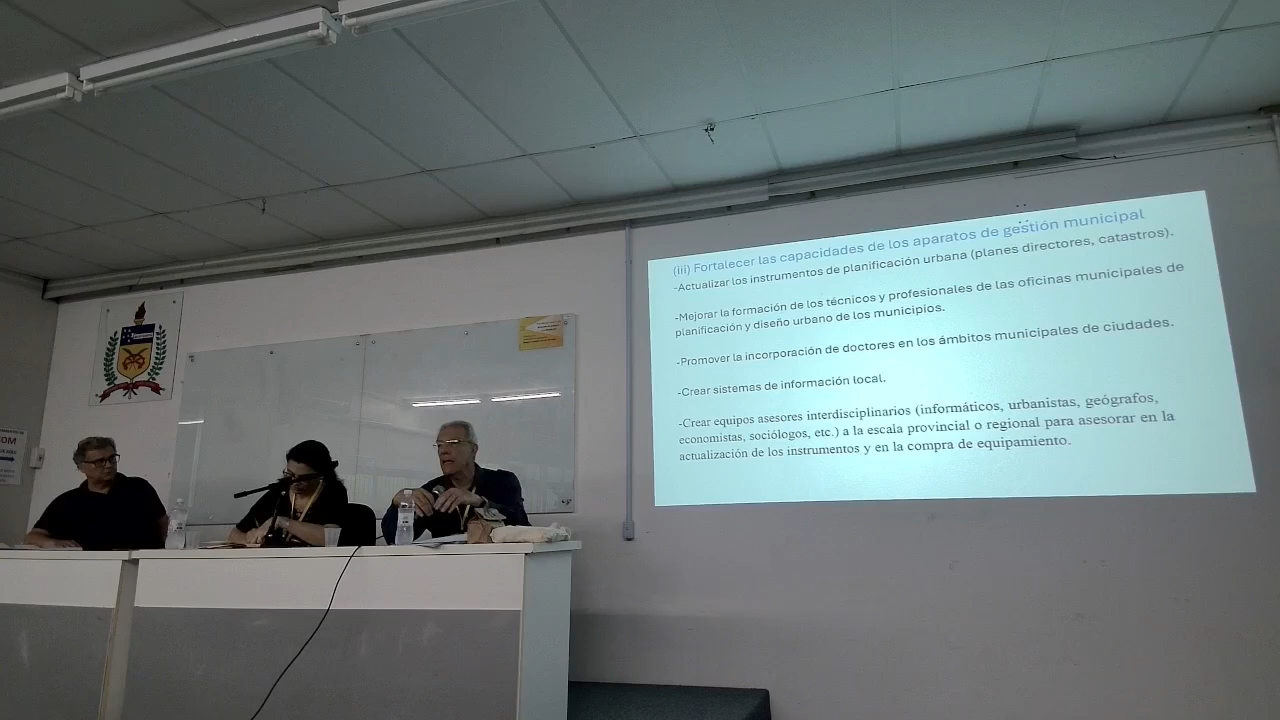 (iii) Fortalecer las capacidades de los aparatos de gestión municipal
-Actualizar los instrumentos de planificación urbana (planes directores, catastros).
-Mejorar la formación de los técnicos y profesionales de las oficinas municipales de
planificación y diseño urbano de los municipios.
-Promover la incorporación de doctores en los ámbitos municipales de ciudades.
-Crear sistemas de información local.
-Crear equipos asesores interdisciplinarios (informáticos, urbanistas, geógrafos,
economistas, sociólogos, etc.) a la escala provincial o regional para asesorar en la
actualización de los instrumentos y en la compra de equipamiento.